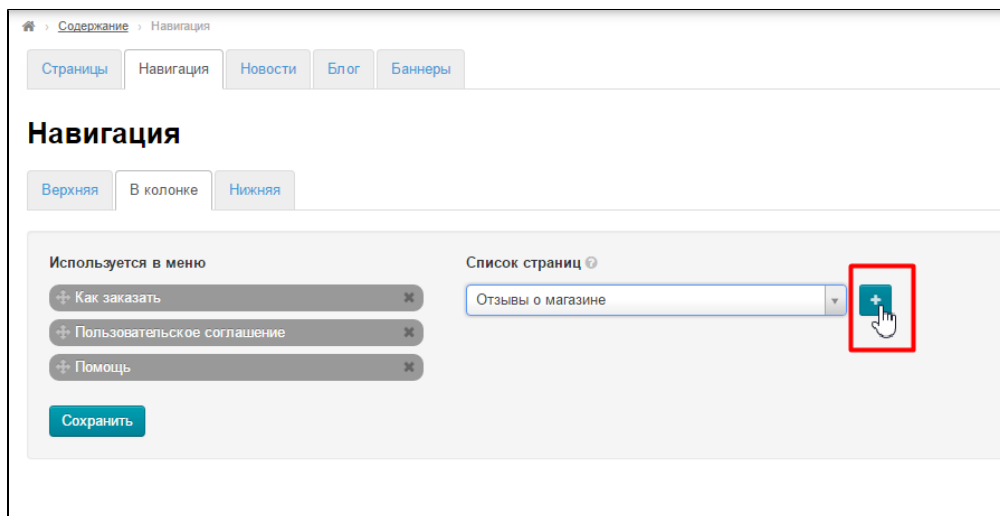 Содержание › Навигация
Страницы Навигация Новости Блог Баннеры
Навигация
Верхняя В колонке Нижняя
Используется в меню Список страниц
Как заказать Отзывы о магазине
Пользовательское соглашение
Помощь
Сохранить